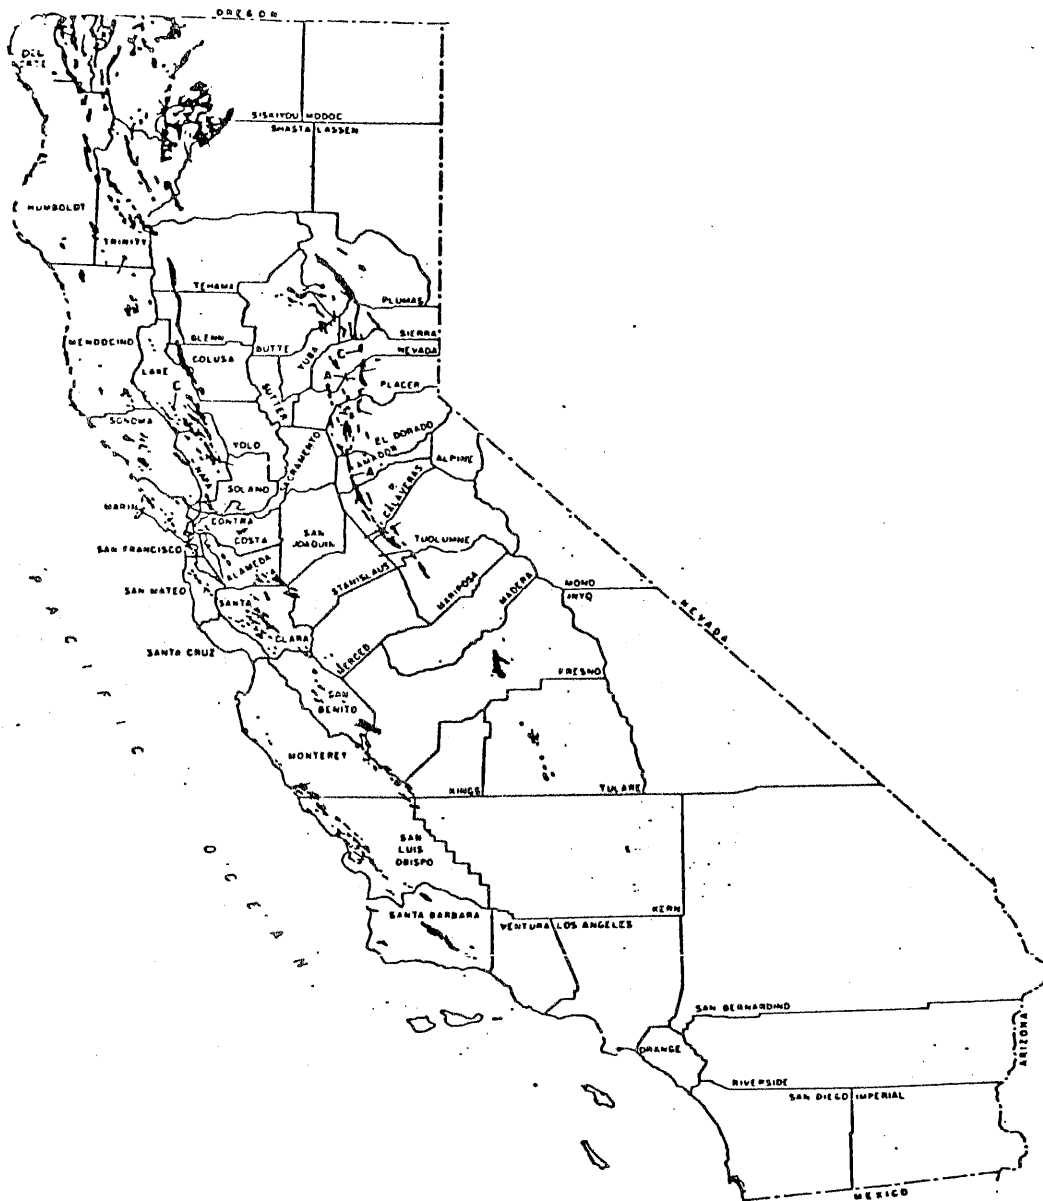 OREGON
DEL
NORTE
SISKIYOU MODOC
SHASTA LASSEN
HUMBOLDT
TRINITY
TEHAMA
PLUMAS
MENDOCINO
GLENN
BUTTE
SIERRA
YUBA
NEVADA
LAKE
COLUSA
C
C
A
PLACER
SUTTER
SONOMA
YOLO
SACRAMENTO
EL DORADO
AMADOR
ALPINE
A
NAPA
SOLANO
CALAVERAS
MARIN
CONTRA
COSTA
SAN
JOAQUIN
TUOLUMNE
SAN FRANCISCO
ALAMEDA
STANISLAUS
SAN MATEO
SANTA
CLARA
MARIPOSA
MADERA
MONO
INYO
NEVADA
SANTA CRUZ
MERCED
FRESNO
SAN
BENITO
MONTEREY
KINGS
TULARE
PACIFIC
OCEAN
SAN
LUIS
OBISPO
SANTA BARBARA
KERN
VENTURA LOS ANGELES
SAN BERNARDINO
ARIZONA
ORANGE
RIVERSIDE
SAN DIEGO IMPERIAL
MEXICO